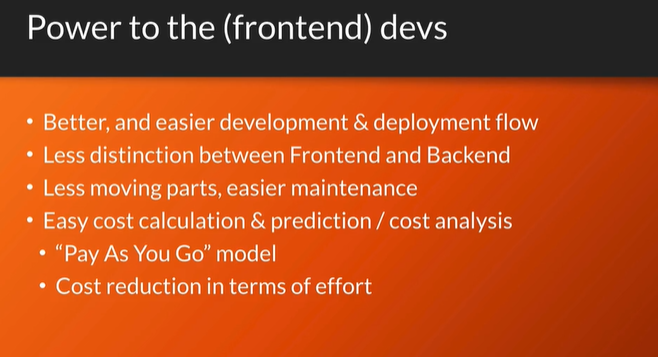 Power to the (frontend) devs
• Better, and easier development & deployment flow
• Less distinction between Frontend and Backend
• Less moving parts, easier maintenance
• Easy cost calculation & prediction / cost analysis
• “Pay As You Go” model
• Cost reduction in terms of effort